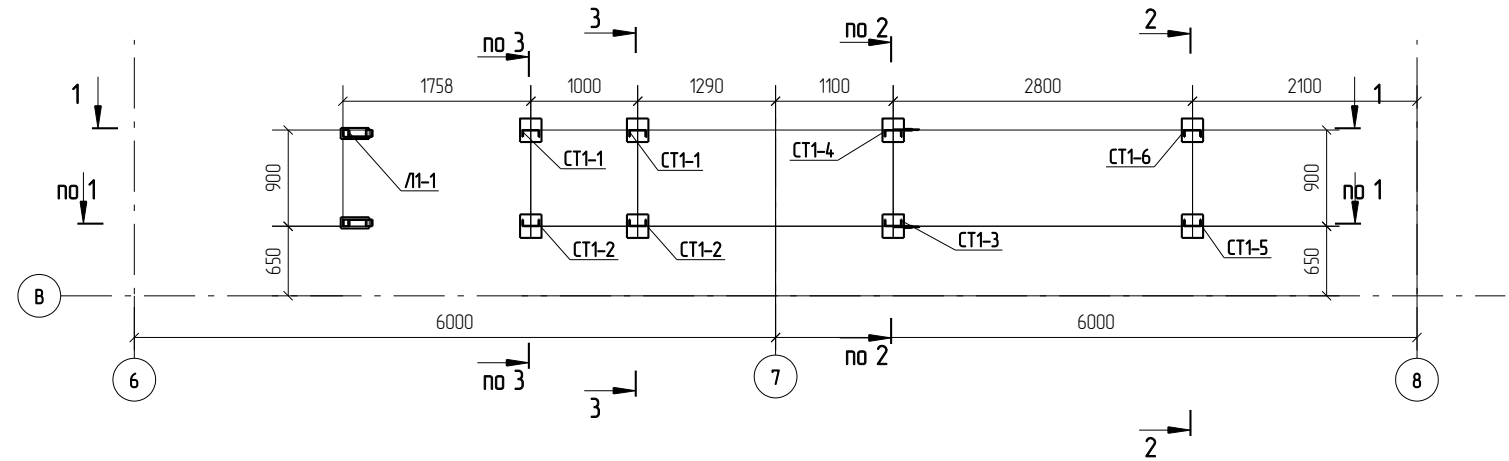 3
по 3
по 2
2
1758
1000
1290
1100
2800
2100
1
1
СТ1-1
СТ1-1
СТ1-4
СТ1-6
Л1-1
900
900
по 1
по 1
СТ1-2
СТ1-2
СТ1-3
СТ1-5
650
650
В
6000
6000
по 3
3
по 2
2
6
7
8